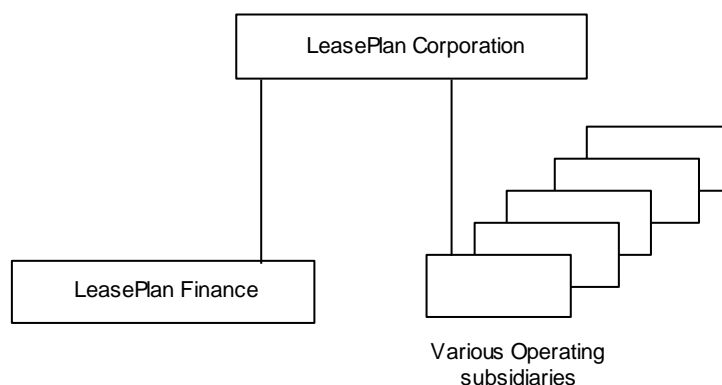 LeasePlan Corporation
LeasePlan Finance
Various Operating
subsidiaries